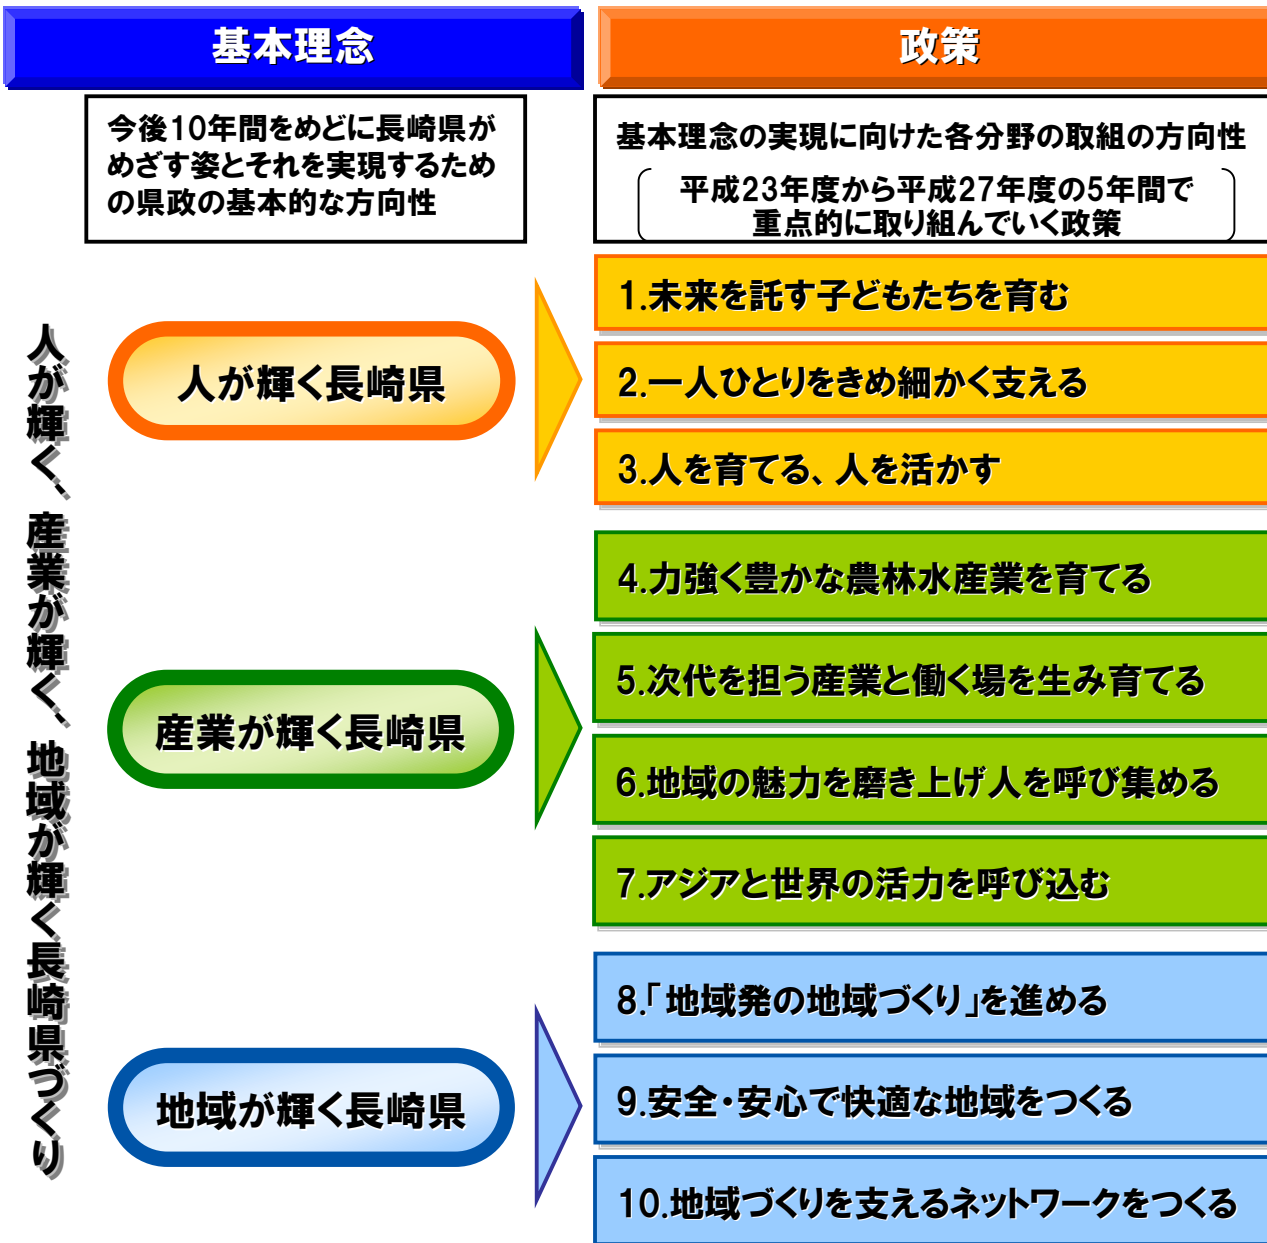 基本理念
政策
今後10年間をめどに長崎県が
めざす姿とそれを実現するため
の県政の基本的な方向性
基本理念の実現に向けた各分野の取組の方向性
平成23年度から平成27年度の5年間で
重点的に取り組んでいく政策
人が輝く、産業が輝く、地域が輝く長崎県づくり
人が輝く長崎県
1.未来を託す子どもたちを育む
2.一人ひとりをきめ細かく支える
3.人を育てる、人を活かす
産業が輝く長崎県
4.力強く豊かな農林水産業を育てる
5.次代を担う産業と働く場を生み育てる
6.地域の魅力を磨き上げ人を呼び集める
7.アジアと世界の活力を呼び込む
地域が輝く長崎県
8.「地域発の地域づくり」を進める
9.安全・安心で快適な地域をつくる
10.地域づくりを支えるネットワークをつくる